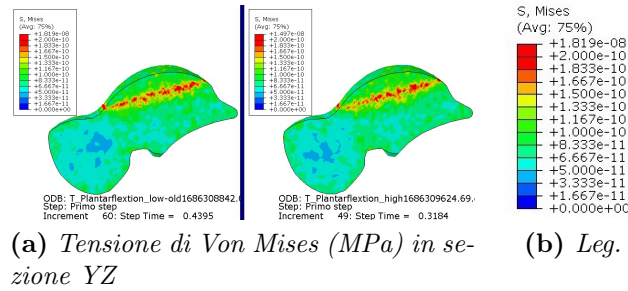 S, Mises
(Avg: 75%)
+1.819e-08
+2.000e-10
+1.833e-10
+1.667e-10
+1.500e-10
+1.333e-10
+1.167e-10
+1.000e-10
+8.333e-11
+6.667e-11
+5.000e-11
+3.333e-11
+1.667e-11
+0.000e+00
ODB: T_Plantarflextion_low-old1686308842.
Step: Primo step
Increment 60: Step Time = 0.4395
S, Mises
(Avg: 75%)
+1.497e-08
+2.000e-10
+1.833e-10
+1.667e-10
+1.500e-10
+1.333e-10
+1.167e-10
+1.000e-10
+8.333e-11
+6.667e-11
+5.000e-11
+3.333e-11
+1.667e-11
+0.000e+00
ODB: T_Plantarflextion_high1686309624.69.
Step: Primo step
Increment 49: Step Time = 0.3184
S, Mises
(Avg: 75%)
+1.819e-08
+2.000e-10
+1.833e-10
+1.667e-10
+1.500e-10
+1.333e-10
+1.167e-10
+1.000e-10
+8.333e-11
+6.667e-11
+5.000e-11
+3.333e-11
+1.667e-11
+0.000e+00
(a) Tensione di Von Mises (MPa) in se-
zione YZ
(b) Leg.